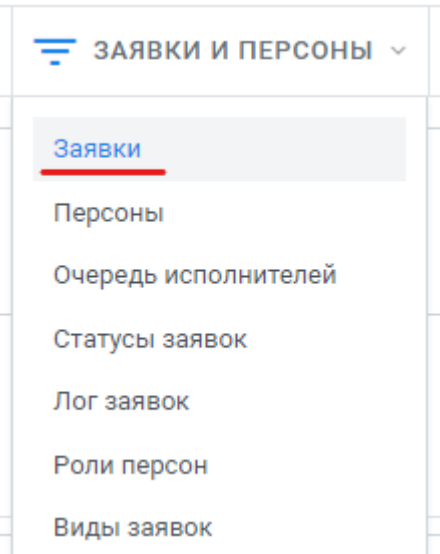 ЗАЯВКИ И ПЕРСОНЫ
Заявки
Персоны
Очередь исполнителей
Статусы заявок
Лог заявок
Роли персон
Виды заявок